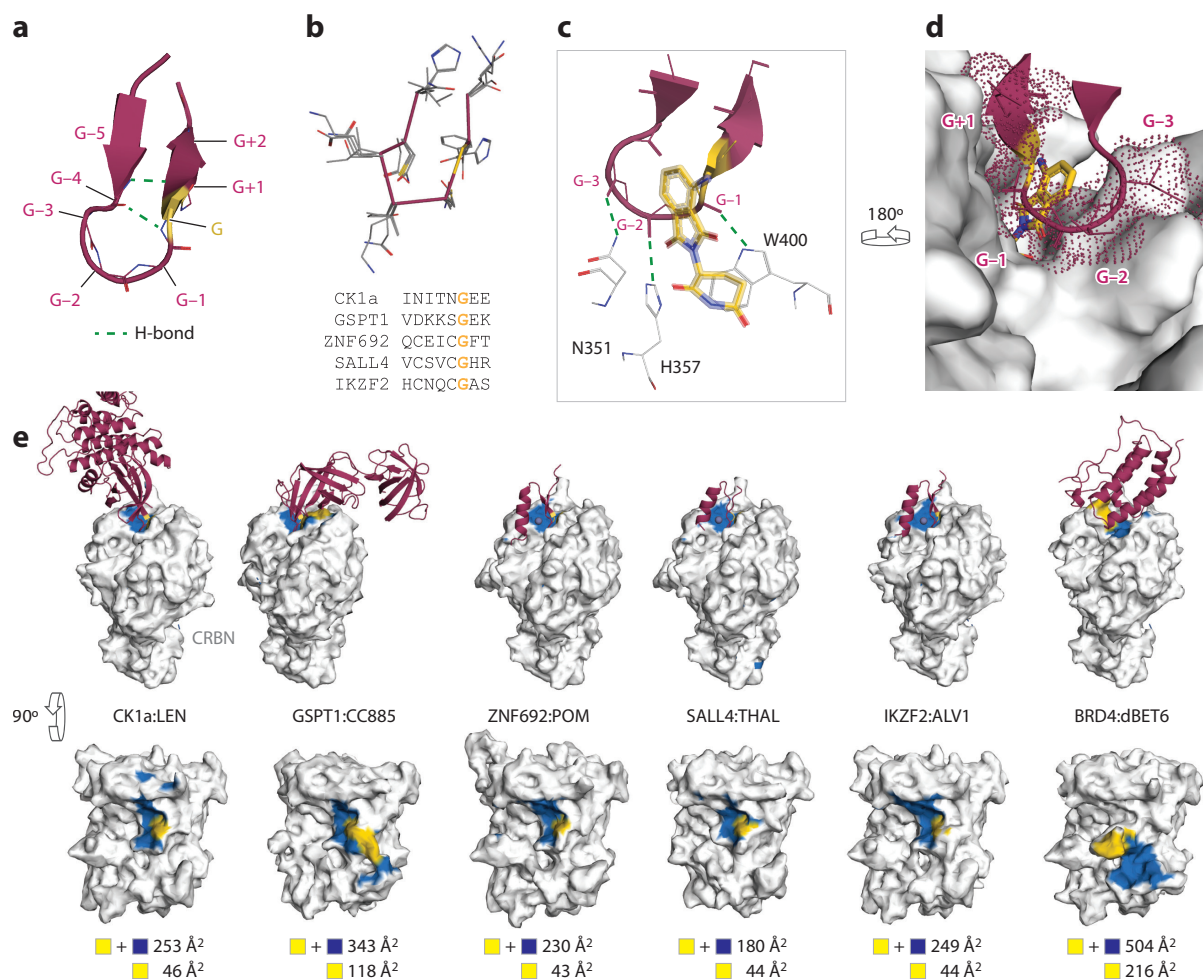 a
G–5
G+2
G–4
G+1
G–3
G
G–2
G–1
H-bond
b
CK1a INITNGEE
GSPT1 VDKKSGEK
ZNF692 QCEICGFT
SALL4 VCSVCGHR
IKZF2 HCNQCGAS
c
G–3
G–1
G–2
W400
N351
H357
180º
d
G+1
G–3
G–1
G–2
e
CRBN
90º
CK1a:LEN
GSPT1:CC885
ZNF692:POM
SALL4:THAL
IKZF2:ALV1
BRD4:dBET6
+ 253 Å²
46 Å²
+ 343 Å²
118 Å²
+ 230 Å²
43 Å²
+ 180 Å²
44 Å²
+ 249 Å²
44 Å²
+ 504 Å²
216 Å²